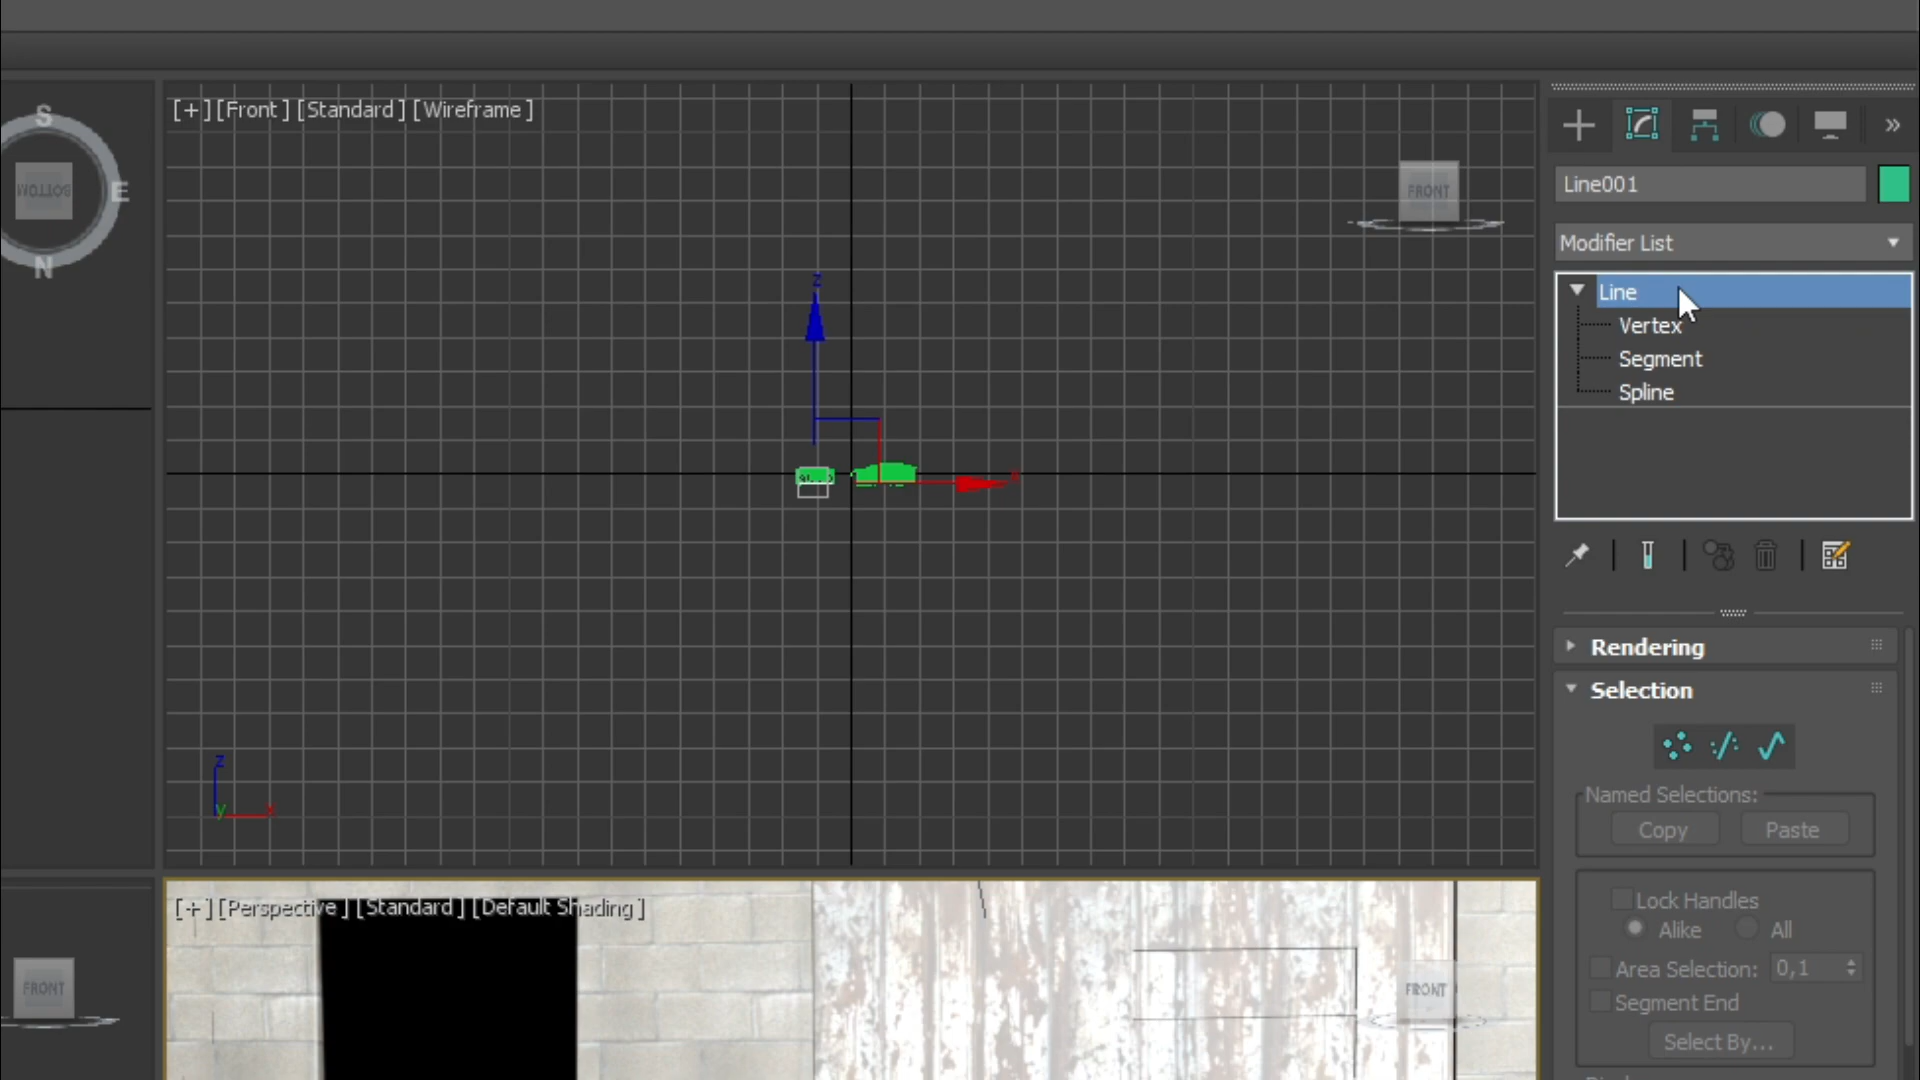 S
BOTTOM
E
N
[+] [Front] [Standard] [Wireframe]
FRONT
z
x
z
y
x
Line001
Modifier List
Line
Vertex
Segment
Spline
Rendering
Selection
Named Selections:
Copy
Paste
Lock Handles
Alike
All
Area Selection:
0,1
Segment End
Select By...
FRONT
[+] [Perspective] [Standard] [Default Shading]
FRONT